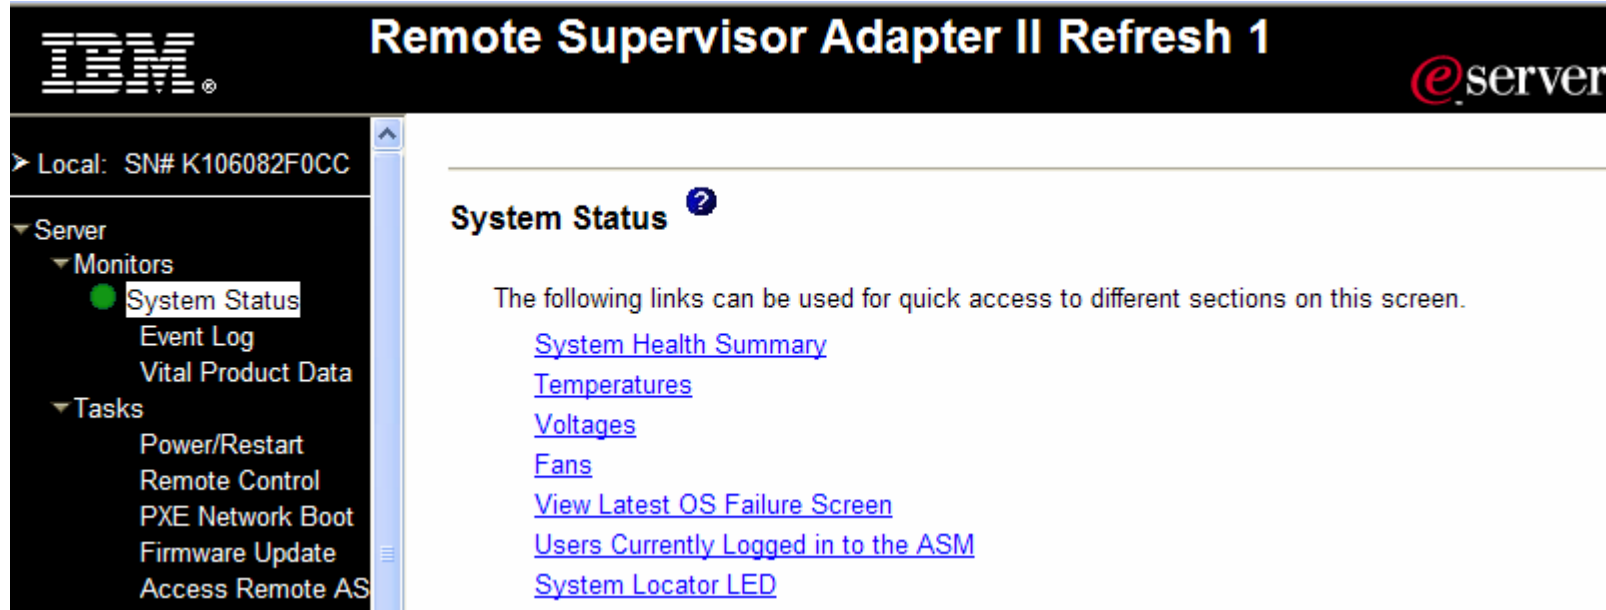 Remote Supervisor Adapter II Refresh 1
IBM®
eserver
Local: SN# K106082F0CC
Server
Monitors
System Status
Event Log
Vital Product Data
Tasks
Power/Restart
Remote Control
PXE Network Boot
Firmware Update
Access Remote AS
System Status ?
The following links can be used for quick access to different sections on this screen.
System Health Summary
Temperatures
Voltages
Fans
View Latest OS Failure Screen
Users Currently Logged in to the ASM
System Locator LED